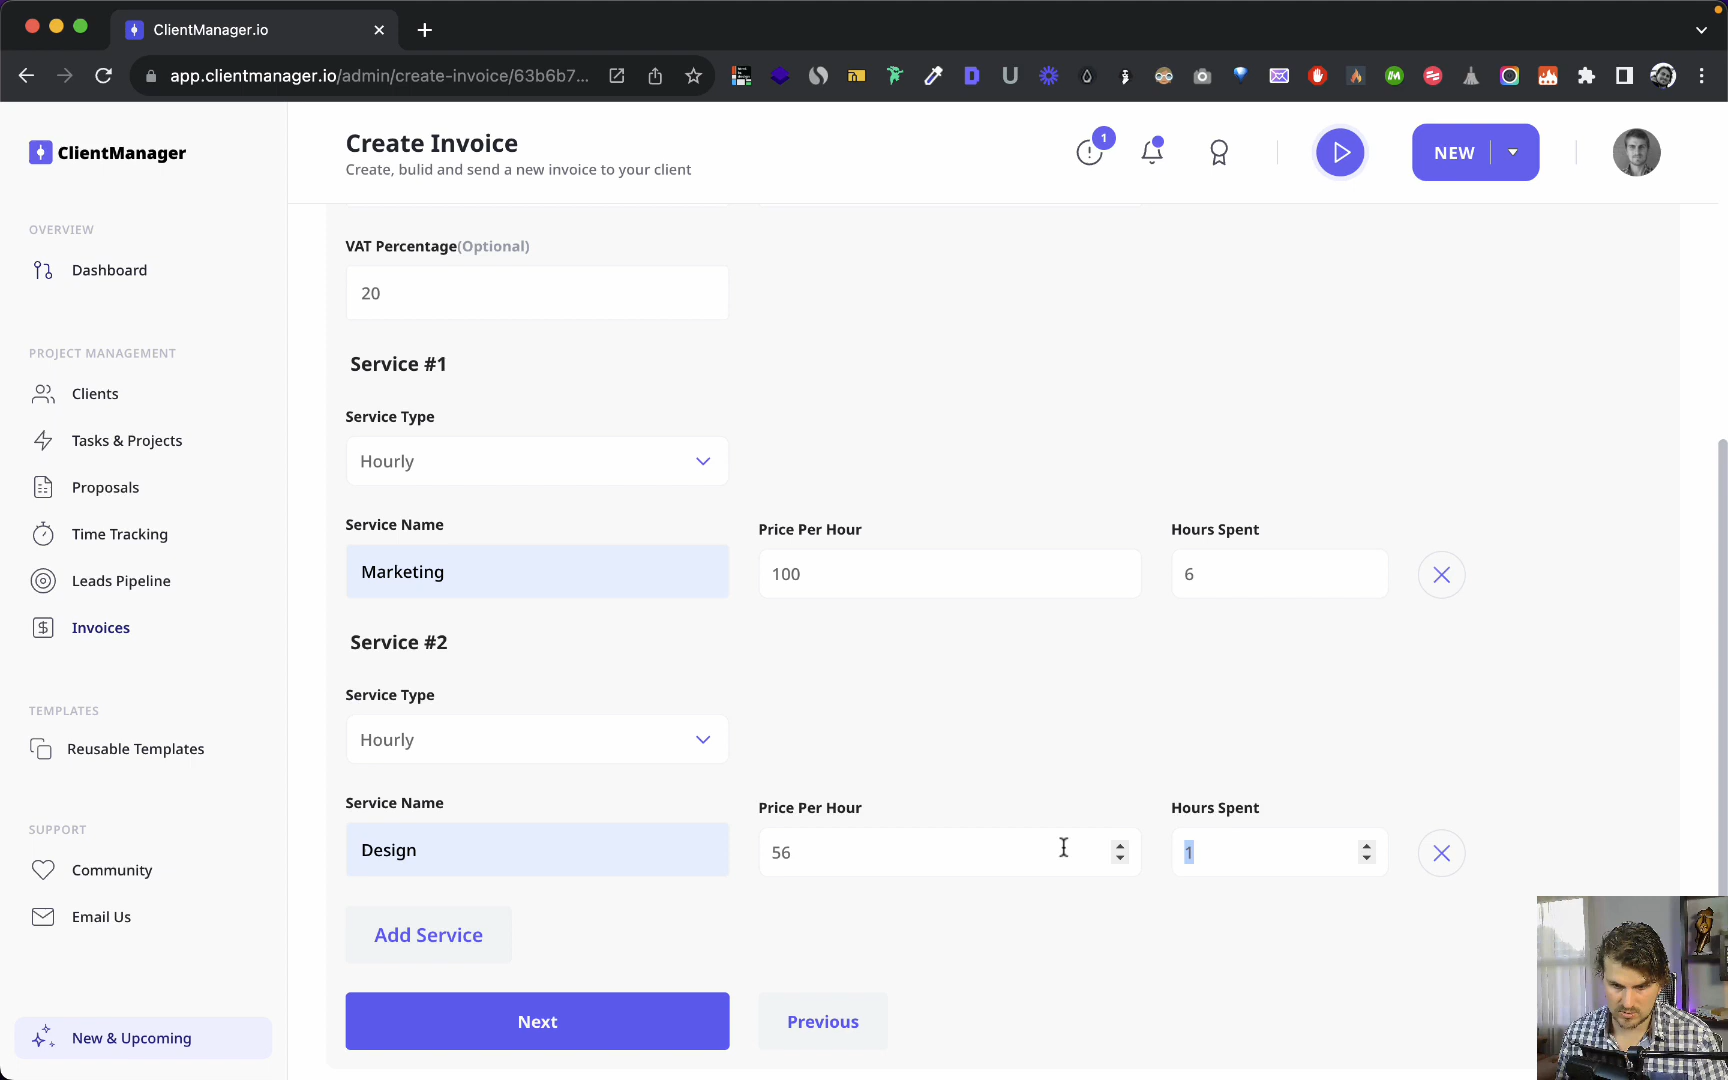 ClientManager.io
app.clientmanager.io/admin/create-invoice/63b6b7...
ClientManager
Create Invoice
Create, bulid and send a new invoice to your client
1
NEW
OVERVIEW
Dashboard
PROJECT MANAGEMENT
Clients
Tasks & Projects
Proposals
Time Tracking
Leads Pipeline
Invoices
TEMPLATES
Reusable Templates
SUPPORT
Community
Email Us
New & Upcoming
VAT Percentage(Optional)
20
Service #1
Service Type
Hourly
Service Name Price Per Hour Hours Spent
Marketing 100 6
Service #2
Service Type
Hourly
Service Name Price Per Hour Hours Spent
Design 56 1
Add Service
Next Previous